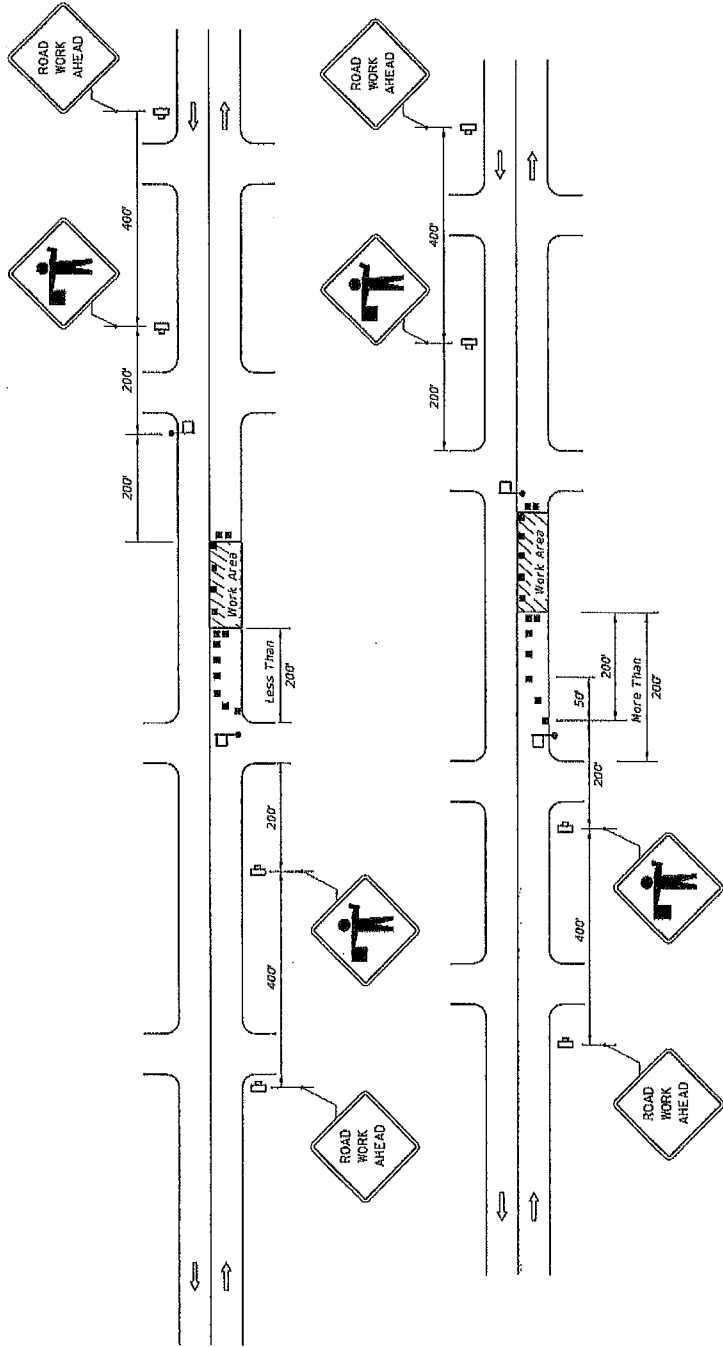 ROAD
WORK
AHEAD
400'
200'
200'
Work Area
Less Than
200'
200'
400'
ROAD
WORK
AHEAD
ROAD
WORK
AHEAD
400'
200'
Work Area
200'
More Than
200'
50'
200'
400'
ROAD
WORK
AHEAD